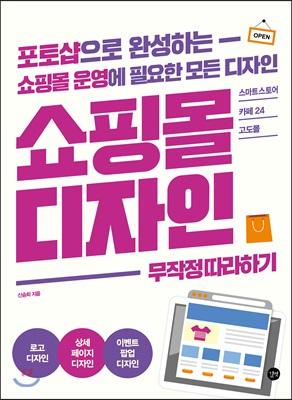 포토샵으로 완성하는
OPEN
쇼핑몰 운영에 필요한 모든 디자인
스마트스토어
카페 24
고도몰
쇼핑몰
디자인
무작정 따라하기
신승희 지음
로고
디자인
상세
페이지
디자인
이벤트
팝업
디자인
길벗